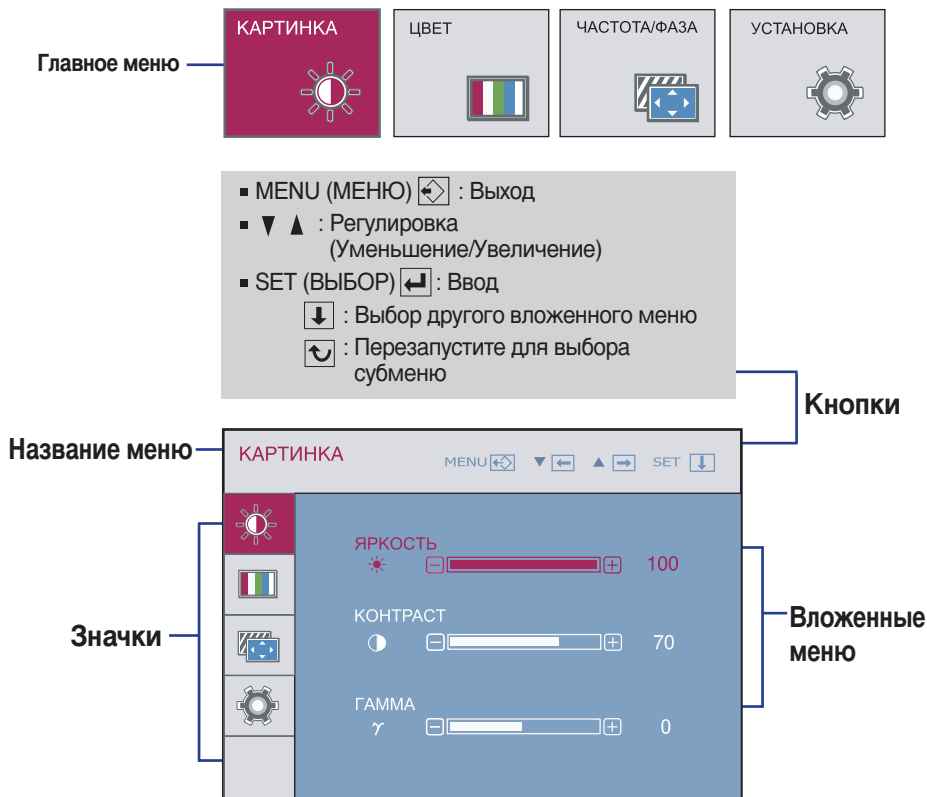 КАРТИНКА
ЦВЕТ
ЧАСТОТА/ФАЗА
УСТАНОВКА
Главное меню
MENU (МЕНЮ) : Выход
▼ ▲ : Регулировка
(Уменьшение/Увеличение)
SET (ВЫБОР) : Ввод
: Выбор другого вложенного меню
: Перезапустите для выбора
субменю
Кнопки
Название меню
КАРТИНКА
MENU ▼ ▲ SET
ЯРКОСТЬ
100
КОНТРАСТ
70
ГАММА
γ 0
Значки
Вложенные
меню